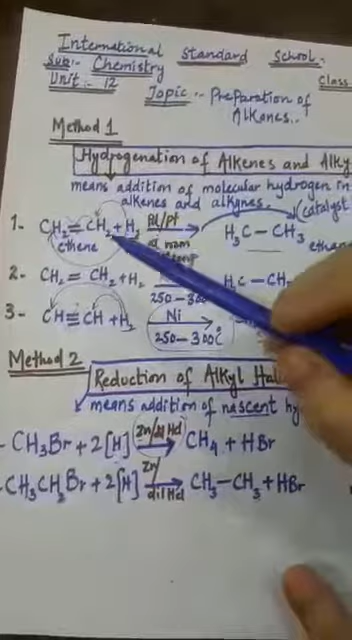 International Standard School.
Sub:- Chemistry
Unit:- 12 Class
Topic:- Preparation of
Alkanes..
Method 1
Hydrogenation of Alkenes and Alky
means addition of molecular hydrogen in
alkenes and alkynes. (catalyst
1- CH₂=CH₂+H₂ Pd/Pt H₃C-CH₃
ethene ethan
2- CH₂=CH₂+H₂ H₃C-CH
250-300
3- CH≡CH+H₂ Ni
250-300°C
Method 2
Reduction of Alkyl Hal
means addition of nascent hy
- CH₃Br+2[H] Zn/dil Hcl CH₄+HBr
- CH₃CH₂Br+2[H] Zn/ dil Hcl CH₃-CH₃+HBr